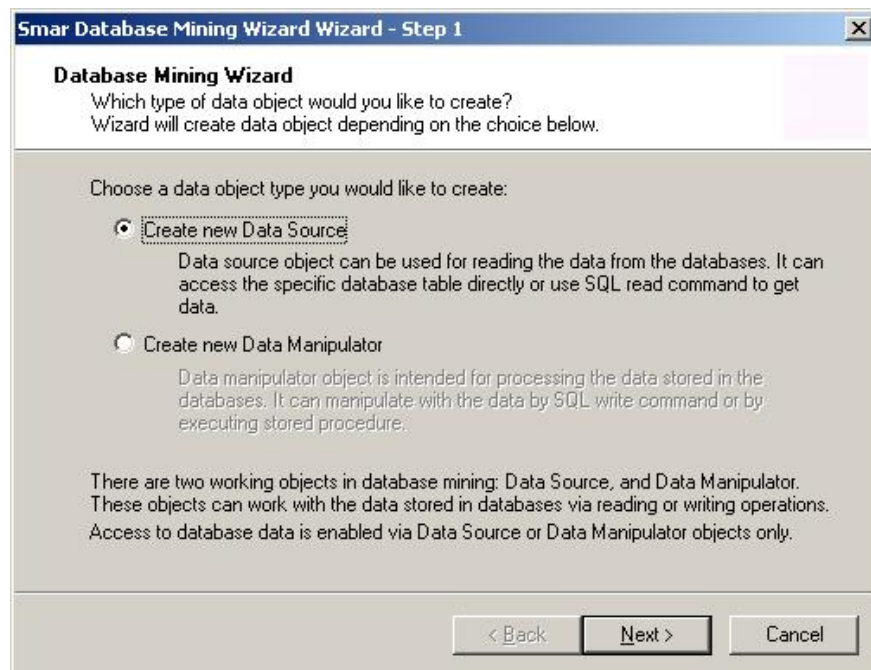 Smar Database Mining Wizard Wizard - Step 1
Database Mining Wizard
Which type of data object would you like to create?
Wizard will create data object depending on the choice below.
Choose a data object type you would like to create:
Create new Data Source
Data source object can be used for reading the data from the databases. It can
access the specific database table directly or use SQL read command to get
data.
Create new Data Manipulator
Data manipulator object is intended for processing the data stored in the
databases. It can manipulate with the data by SQL write command or by
executing stored procedure.
There are two working objects in database mining: Data Source, and Data Manipulator.
These objects can work with the data stored in databases via reading or writing operations.
Access to database data is enabled via Data Source or Data Manipulator objects only.
< Back Next > Cancel